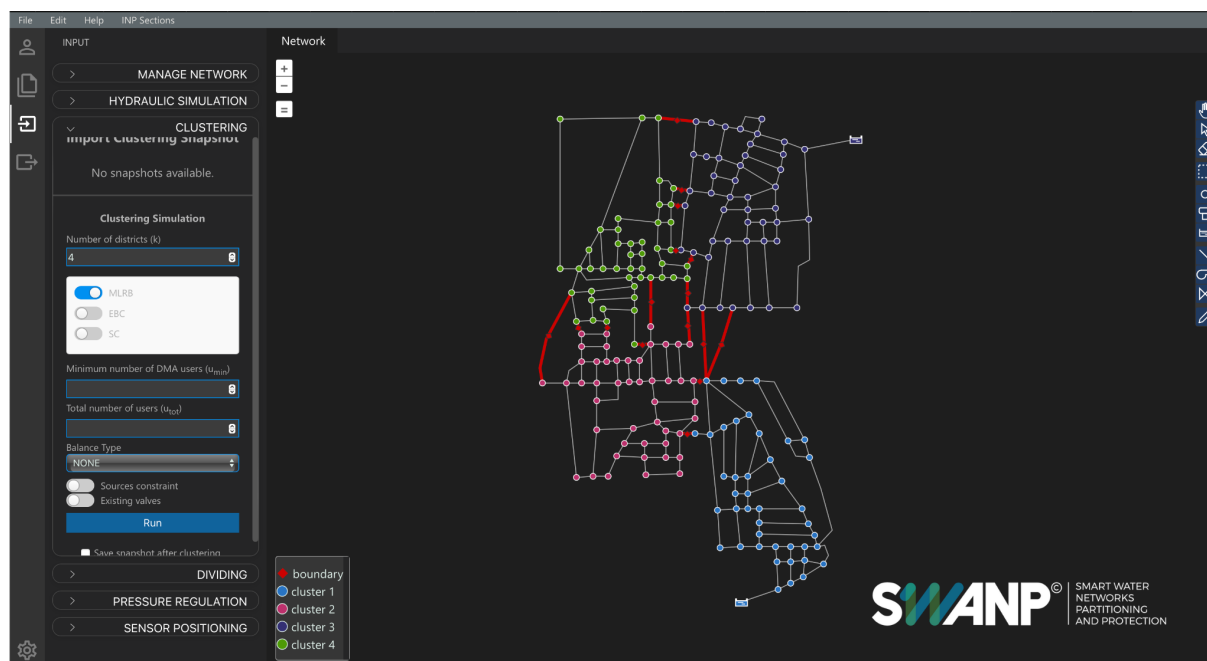 File Edit Help INP Sections
INPUT
Network
MANAGE NETWORK
HYDRAULIC SIMULATION
CLUSTERING
Import Clustering Snapshot
No snapshots available.
Clustering Simulation
Number of districts (k)
4
MLRB
EBC
SC
Minimum number of DMA users (umin)
Total number of users (utot)
Balance Type
NONE
Sources constraint
Existing valves
Run
Save snapshot after clustering
DIVIDING
PRESSURE REGULATION
SENSOR POSITIONING
boundary
cluster 1
cluster 2
cluster 3
cluster 4
SWANP©
SMART WATER
NETWORKS
PARTITIONING
AND PROTECTION